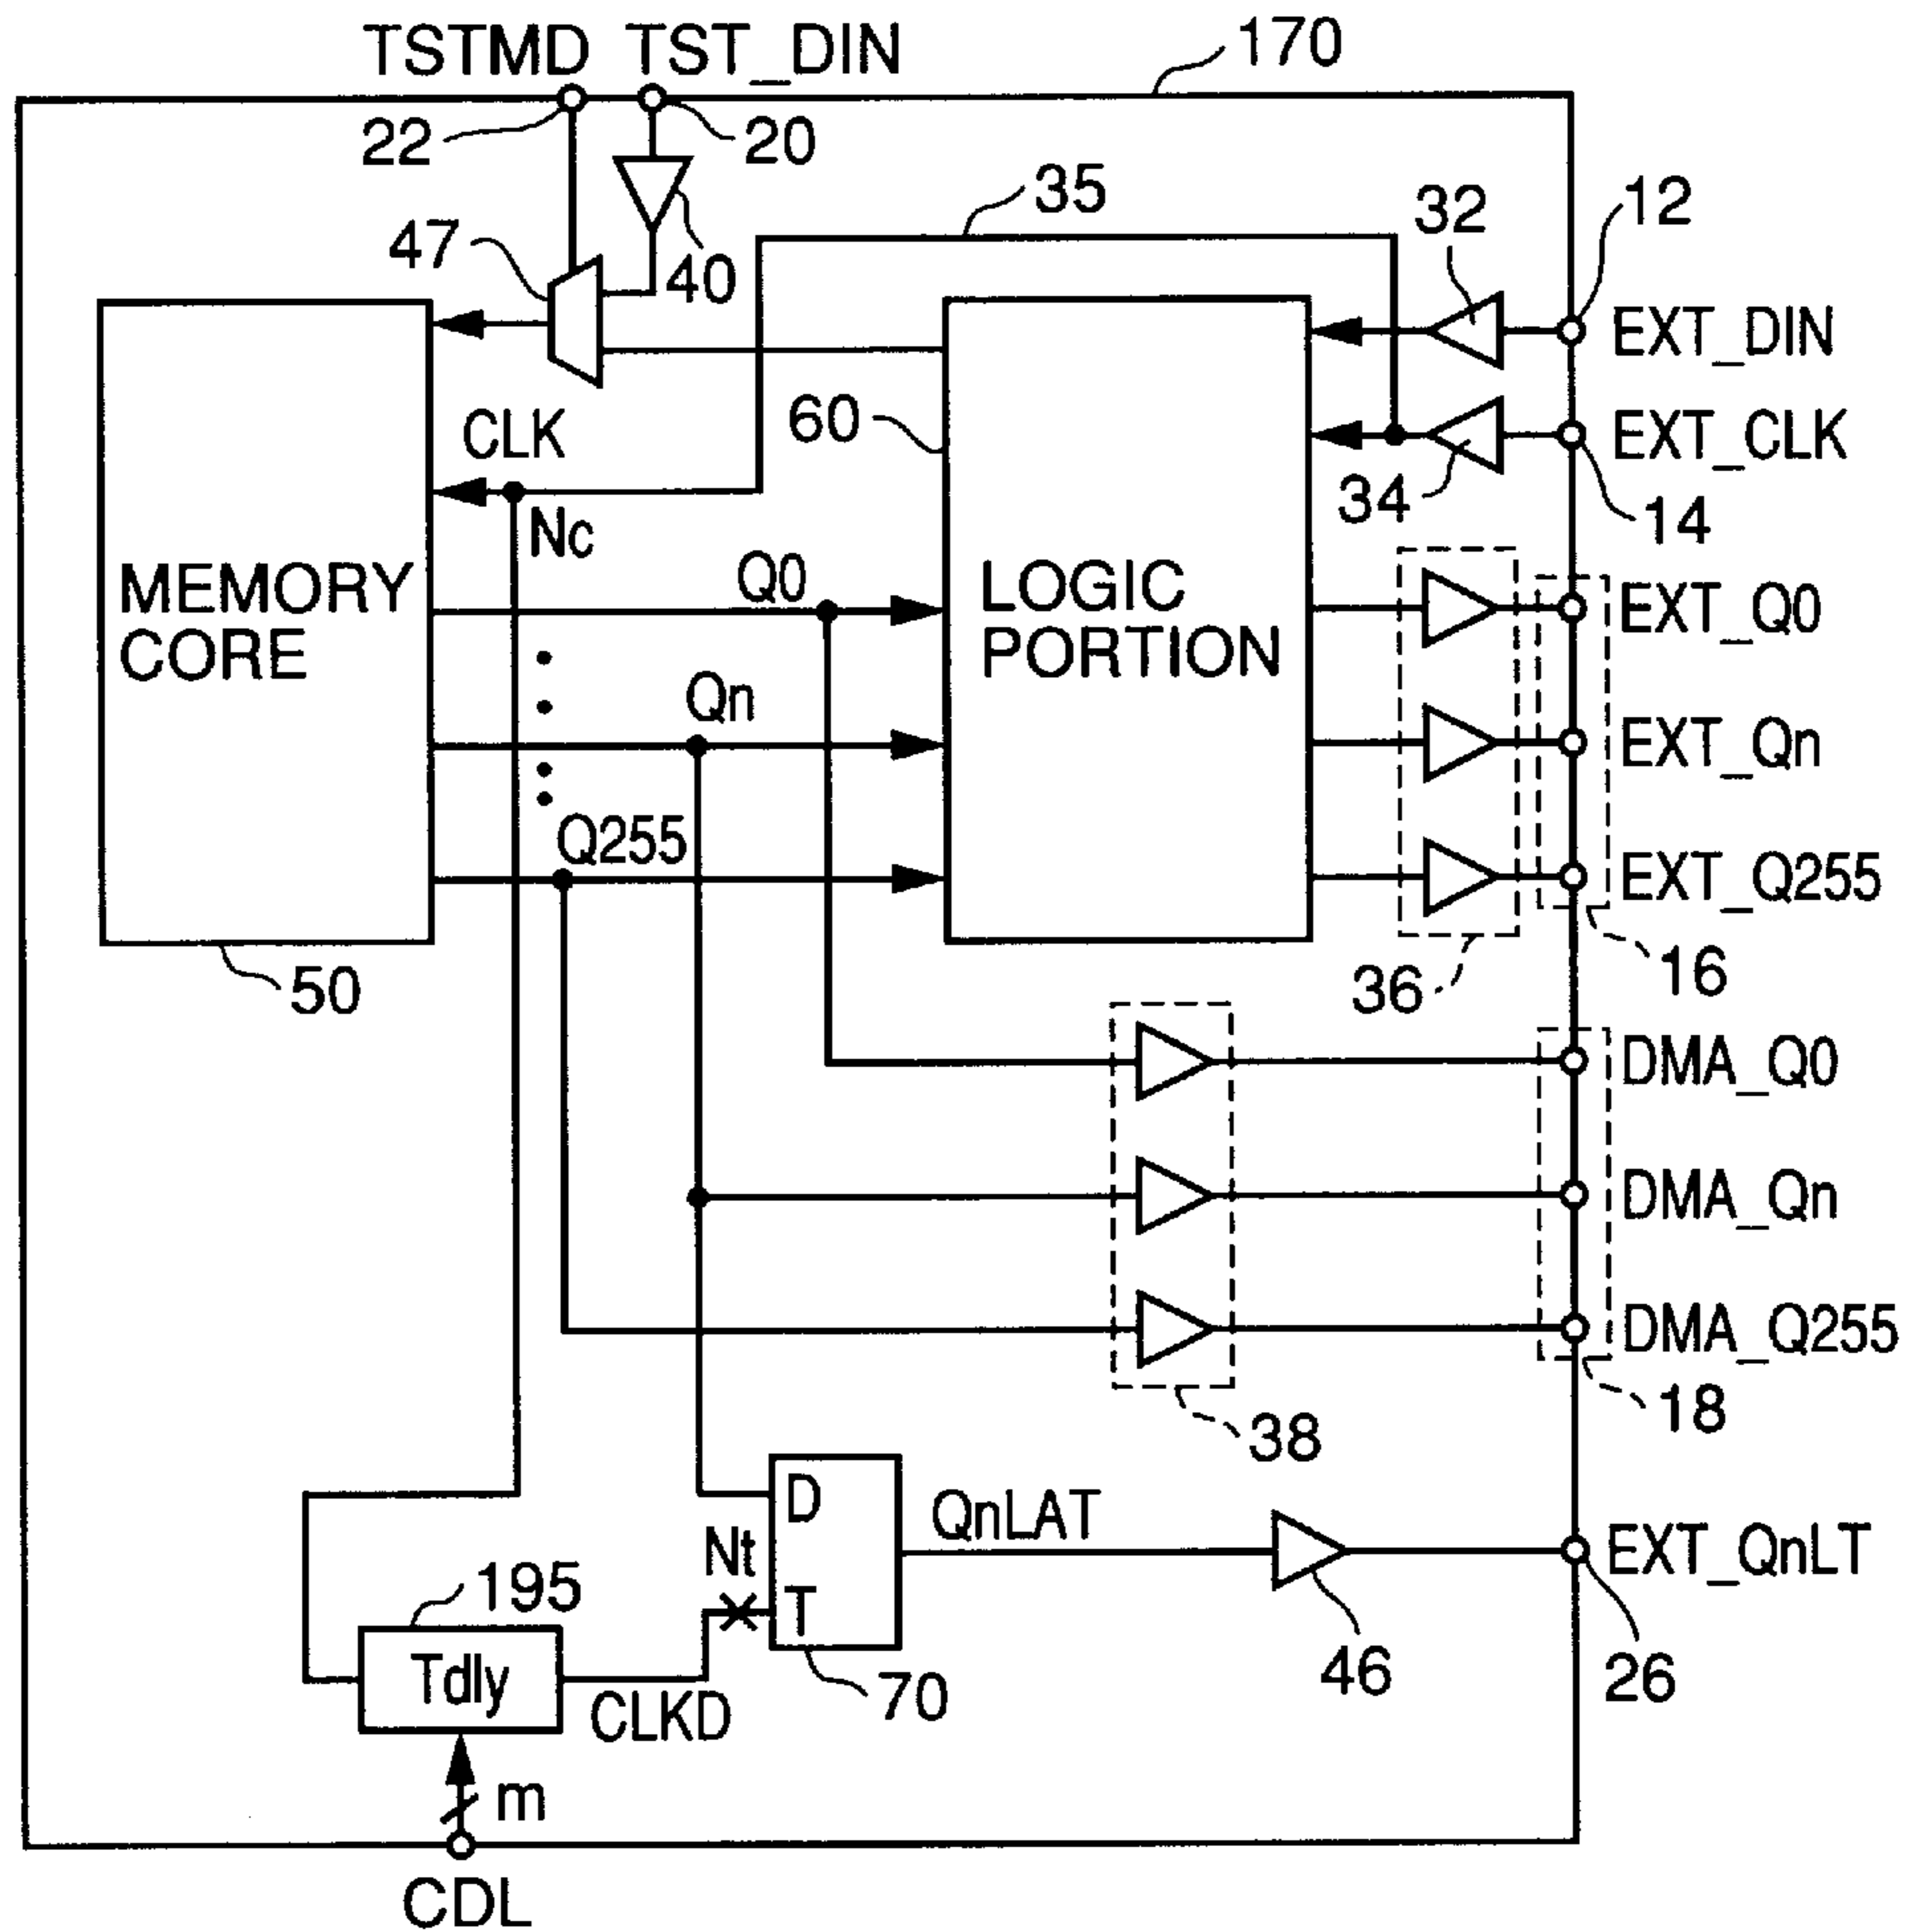 TSTMD TST_DIN
170
22
20
35
32
12
47
40
EXT_DIN
60
CLK
EXT_CLK
34
14
Nc
Q0
MEMORY
CORE
LOGIC
PORTION
EXT_Q0
Qn
EXT_Qn
Q255
EXT_Q255
50
36
16
DMA_Q0
DMA_Qn
DMA_Q255
18
38
D
QnLAT
Nt
EXT_QnLT
195
T
Tdly
CLKD
70
46
26
m
CDL